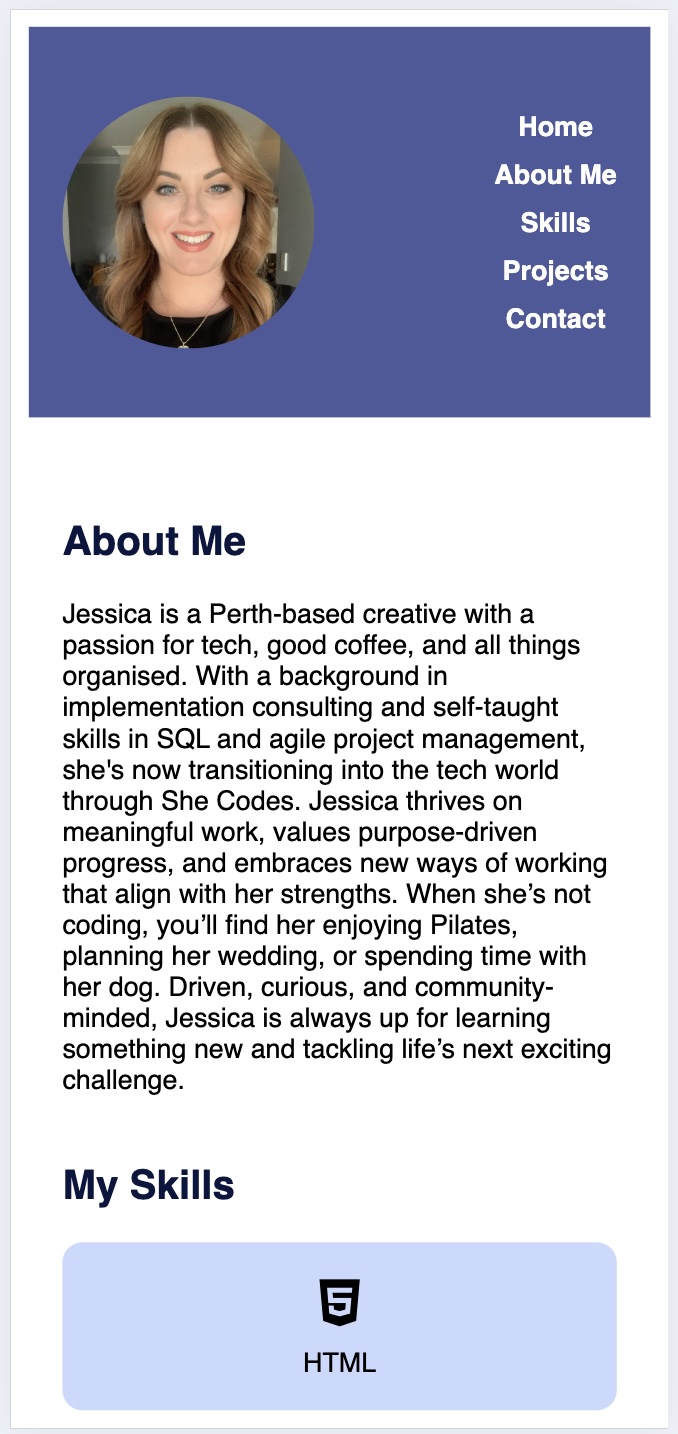 Home
About Me
Skills
Projects
Contact
About Me
Jessica is a Perth-based creative with a
passion for tech, good coffee, and all things
organised. With a background in
implementation consulting and self-taught
skills in SQL and agile project management,
she's now transitioning into the tech world
through She Codes. Jessica thrives on
meaningful work, values purpose-driven
progress, and embraces new ways of working
that align with her strengths. When she’s not
coding, you’ll find her enjoying Pilates,
planning her wedding, or spending time with
her dog. Driven, curious, and community-
minded, Jessica is always up for learning
something new and tackling life’s next exciting
challenge.
My Skills
5
HTML